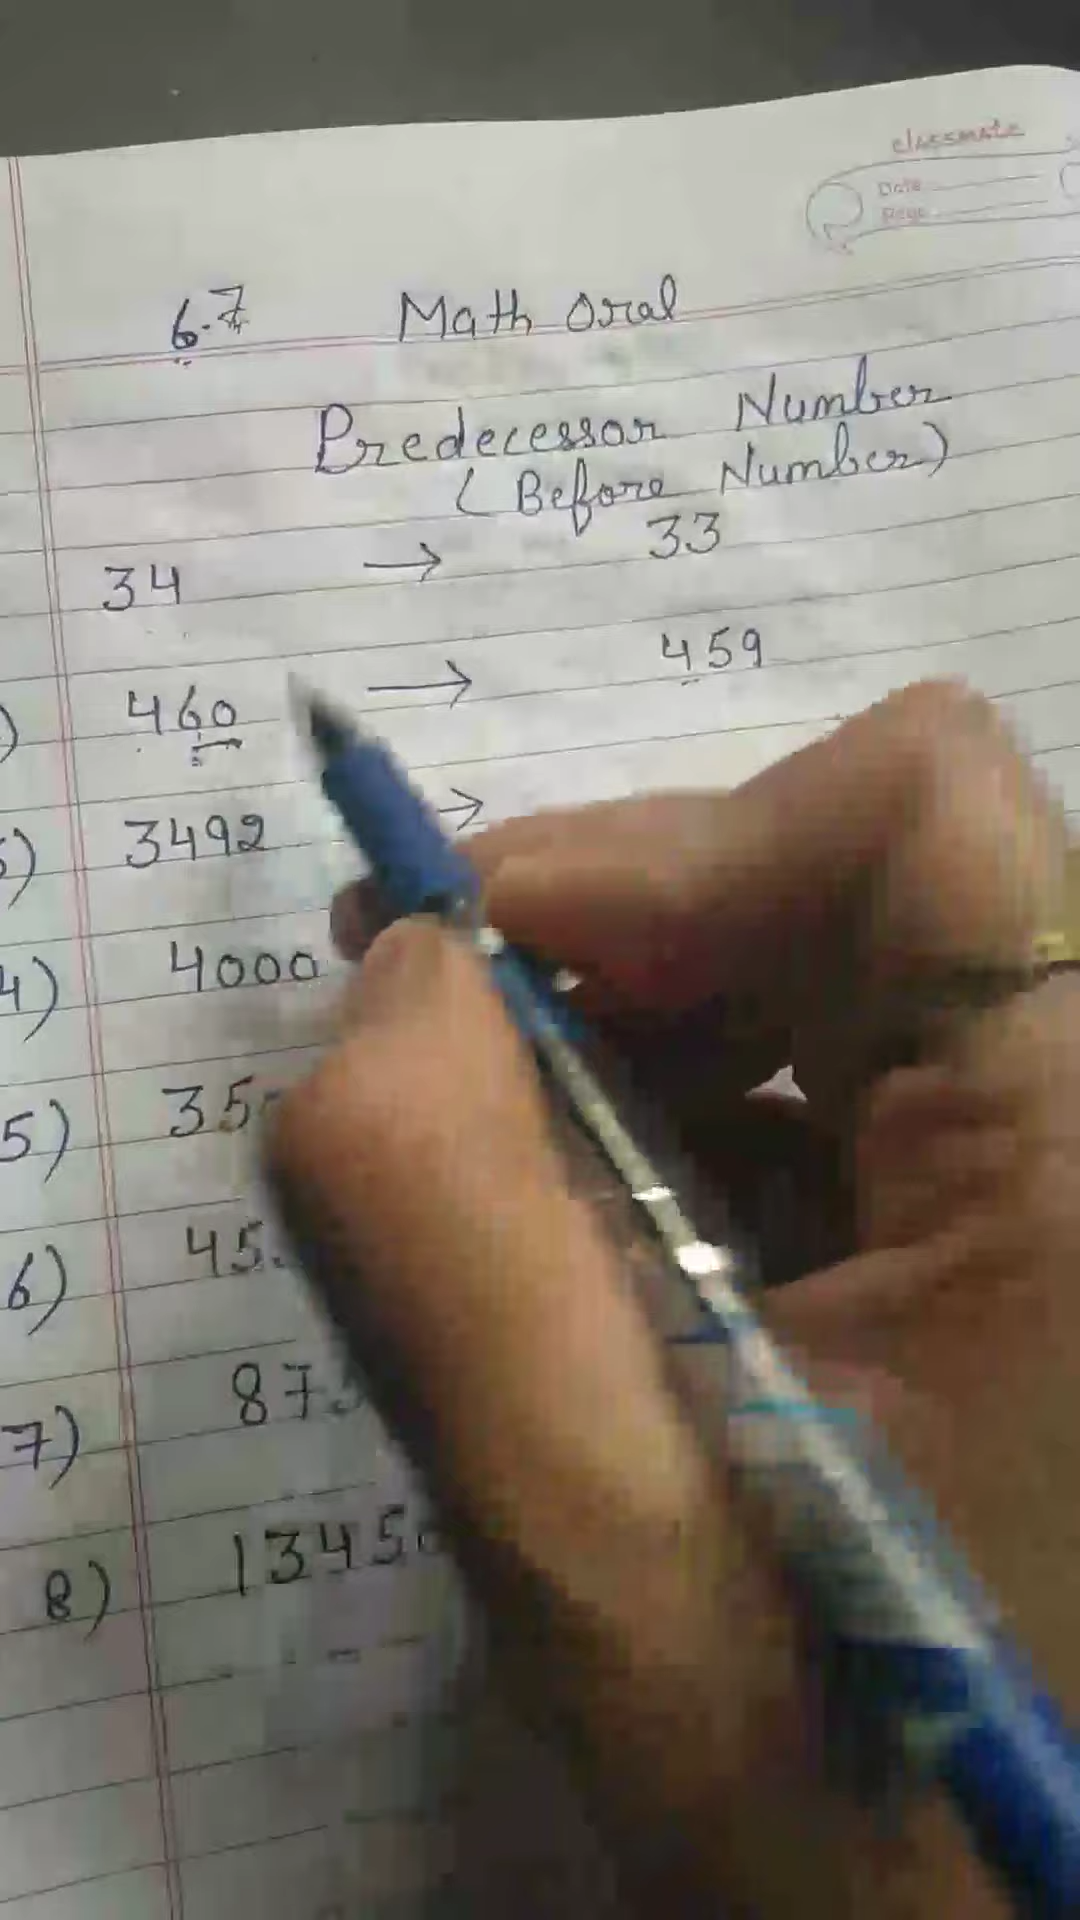 classmate
Date
Page
6.7 Math Oral
Predecessor Number
(Before Number)
34 → 33
) 460 → 459
3) 3492 →
4) 4000
5) 35
6) 45
7) 87
8) 1345